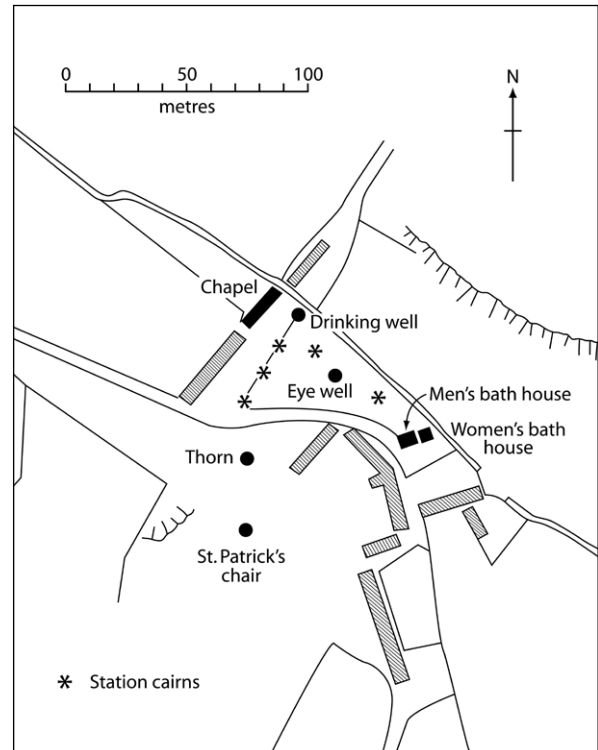 0 50 100
metres
N
Chapel
Drinking well
Eye well
Men's bath house
Women's bath
house
Thorn
St. Patrick's
chair
* Station cairns